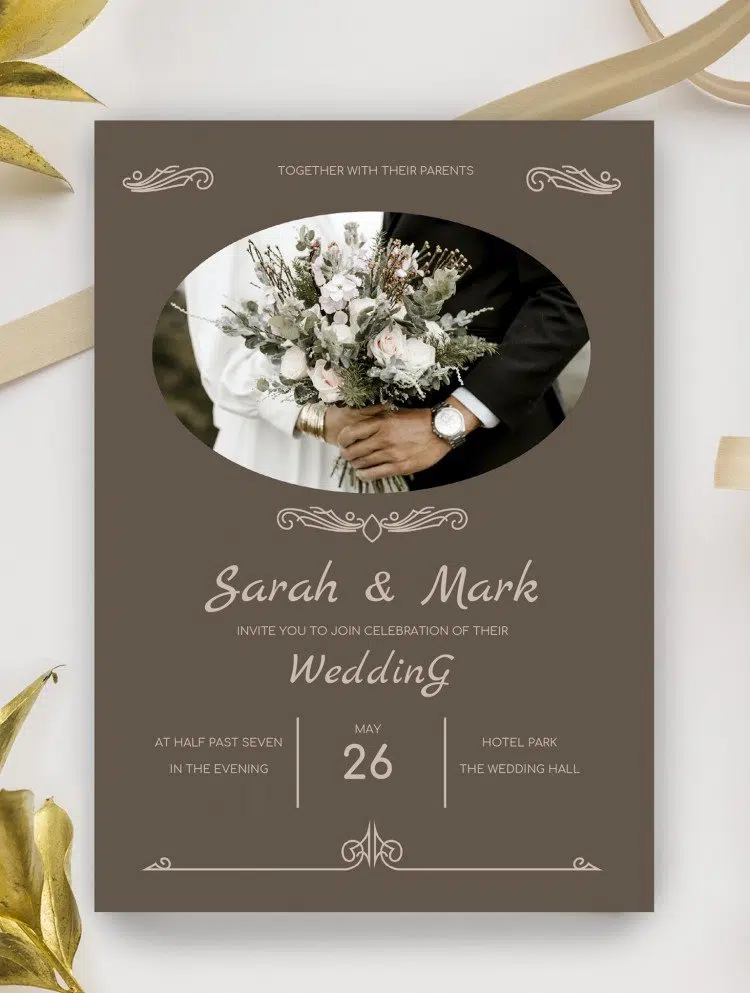 TOGETHER WITH THEIR PARENTS
Sarah & Mark
INVITE YOU TO JOIN CELEBRATION OF THEIR
WeddinG
AT HALF PAST SEVEN
IN THE EVENING
MAY
26
HOTEL PARK
THE WEDDING HALL